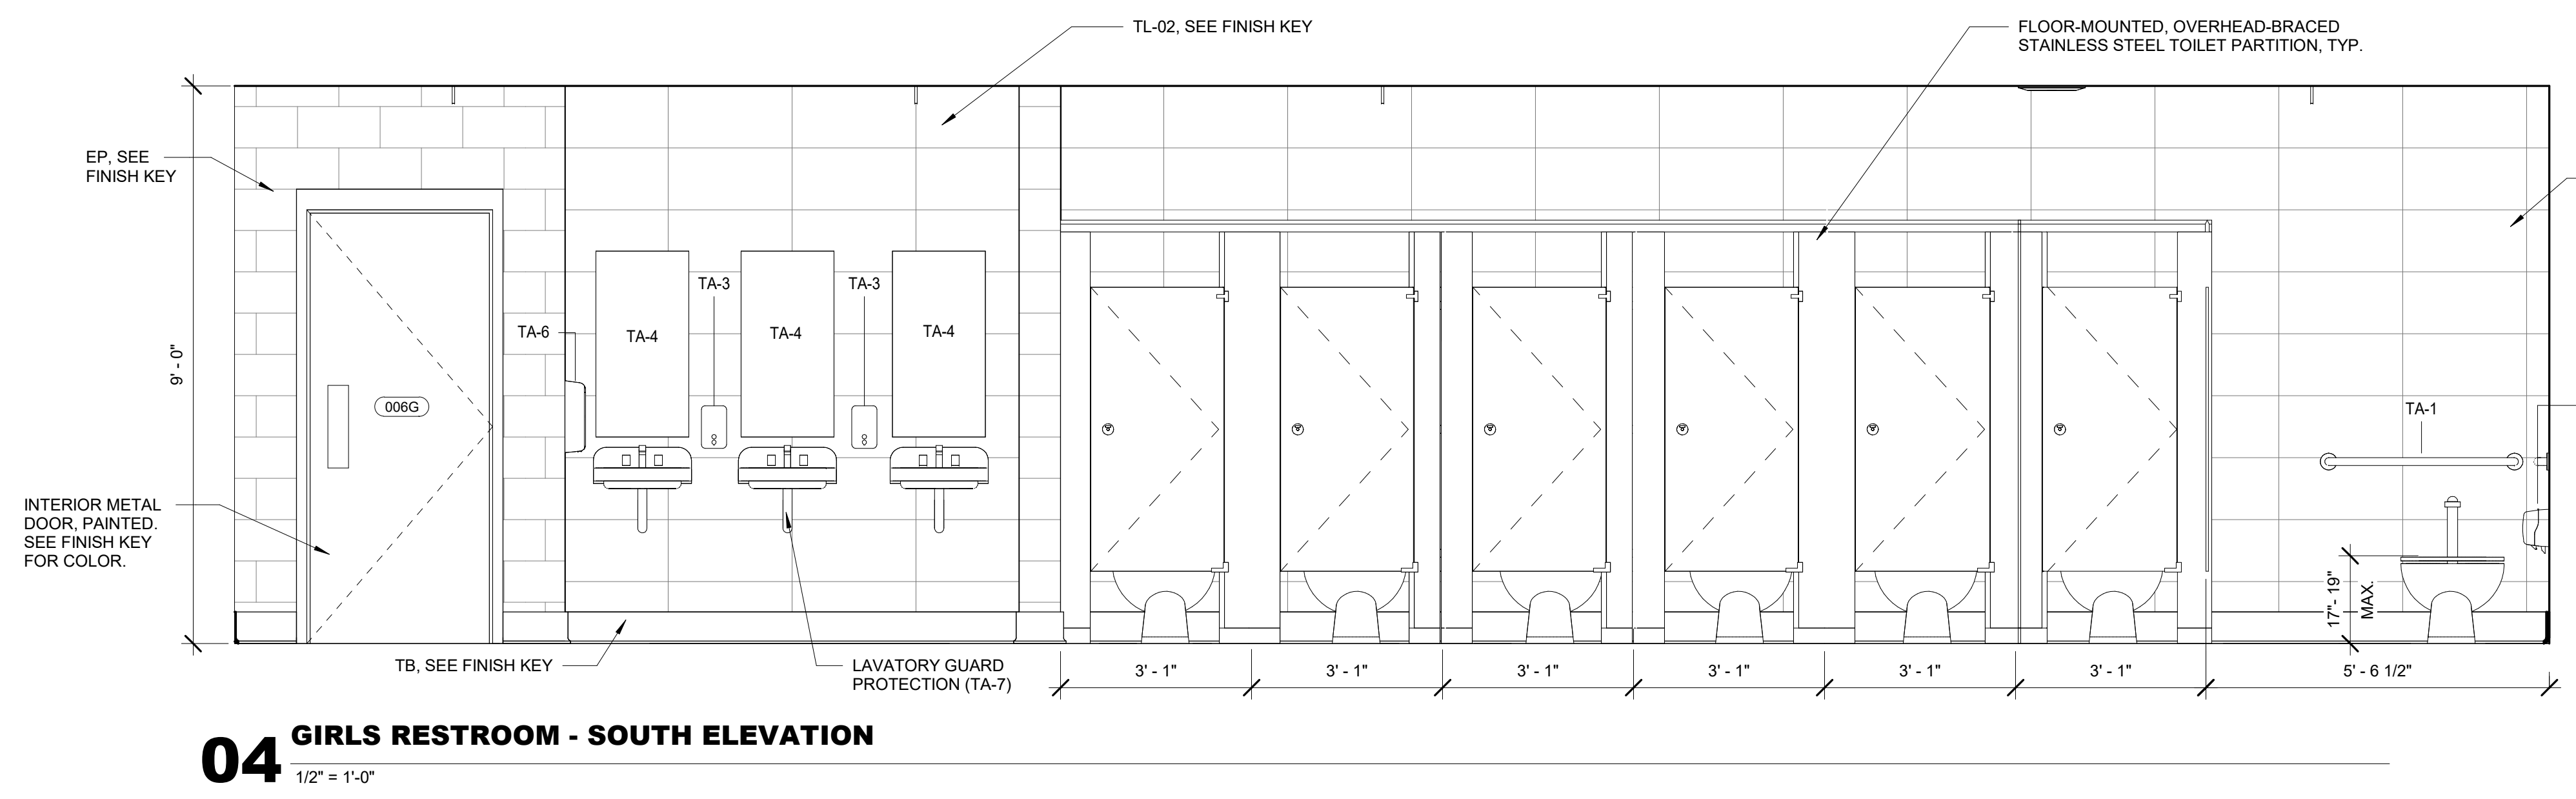 TL-02, SEE FINISH KEY
FLOOR-MOUNTED, OVERHEAD-BRACED
STAINLESS STEEL TOILET PARTITION, TYP.
EP, SEE
FINISH KEY
9' - 0"
TA-6
TA-4
TA-3
TA-4
TA-3
TA-4
006G
TA-1
INTERIOR METAL
DOOR, PAINTED.
SEE FINISH KEY
FOR COLOR.
17"- 19"
MAX.
TB, SEE FINISH KEY
LAVATORY GUARD
PROTECTION (TA-7)
3' - 1"
3' - 1"
3' - 1"
3' - 1"
3' - 1"
3' - 1"
5' - 6 1/2"
04
GIRLS RESTROOM - SOUTH ELEVATION
1/2" = 1'-0"